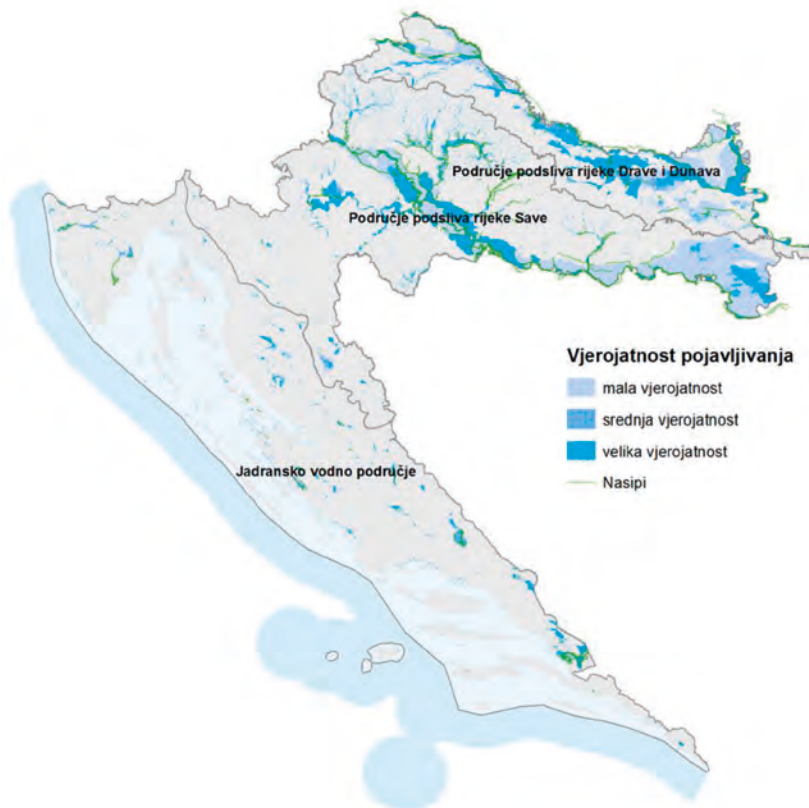 Područje podsliva rijeke Drave i Dunava
Područje podsliva rijeke Save
Vjerojatnost pojavljivanja
mala vjerojatnost
srednja vjerojatnost
velika vjerojatnost
Nasipi
Jadransko vodno područje